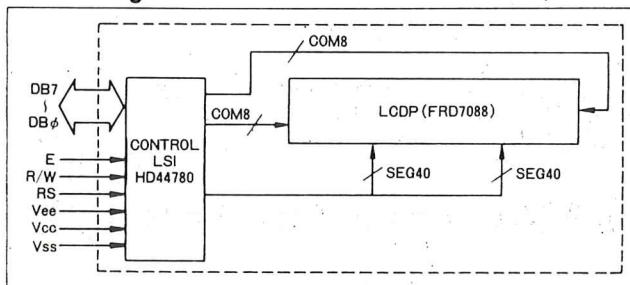 COM8
DB7
~
DBφ
COM8
LCDP(FRD7088)
CONTROL
LSI
HD44780
E
R/W
RS
Vee
Vcc
Vss
SEG40
SEG40